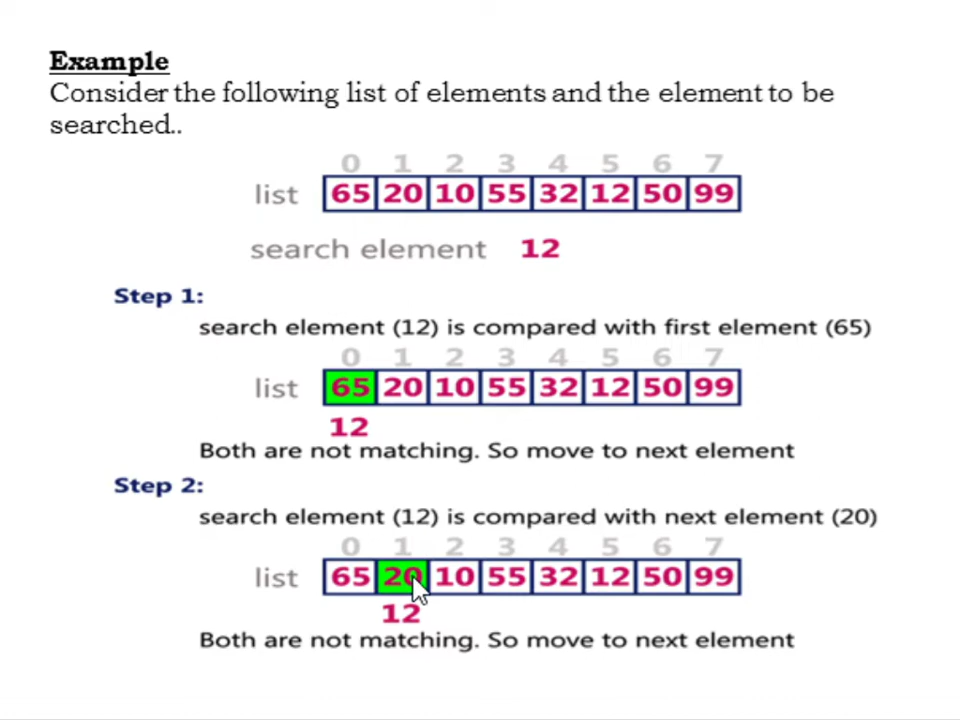 Example
Consider the following list of elements and the element to be
searched..
0 1 2 3 4 5 6 7
list 65 20 10 55 32 12 50 99
search element 12
Step 1:
search element (12) is compared with first element (65)
0 1 2 3 4 5 6 7
list 65 20 10 55 32 12 50 99
12
Both are not matching. So move to next element
Step 2:
search element (12) is compared with next element (20)
0 1 2 3 4 5 6 7
list 65 20 10 55 32 12 50 99
12
Both are not matching. So move to next element